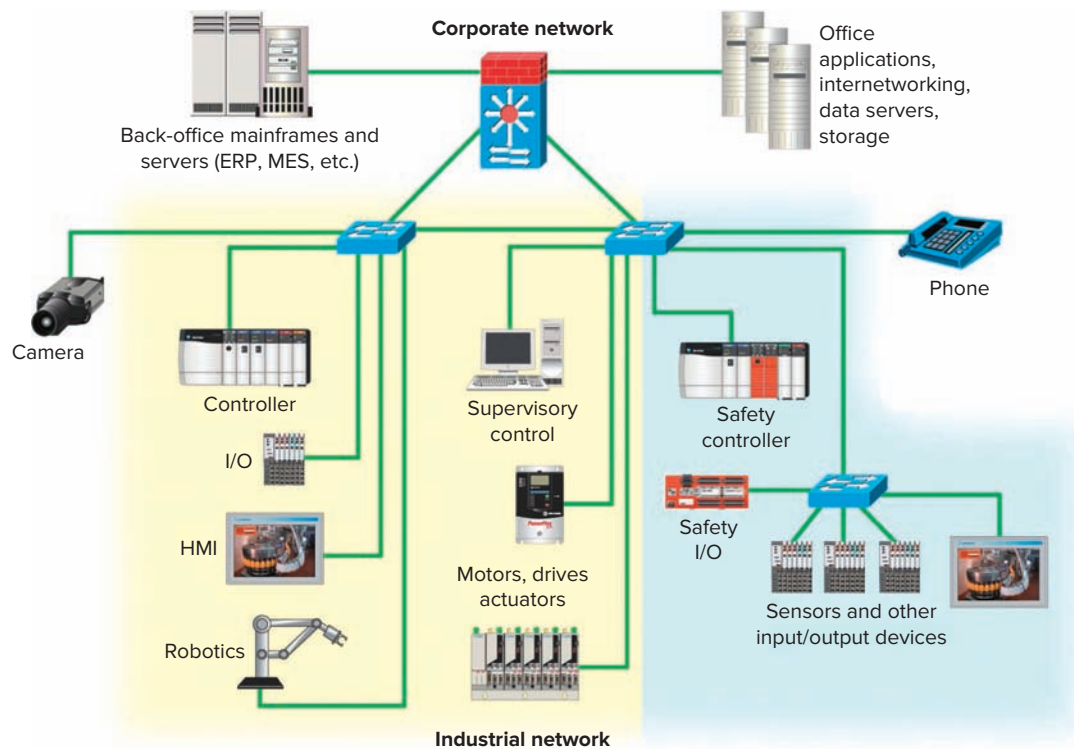 Corporate network
Office
applications,
internetworking,
data servers,
storage
Back-office mainframes and
servers (ERP, MES, etc.)
Camera
Phone
Controller
Supervisory
control
Safety
controller
I/O
Safety
I/O
HMI
Motors, drives
actuators
Sensors and other
input/output devices
Robotics
Industrial network